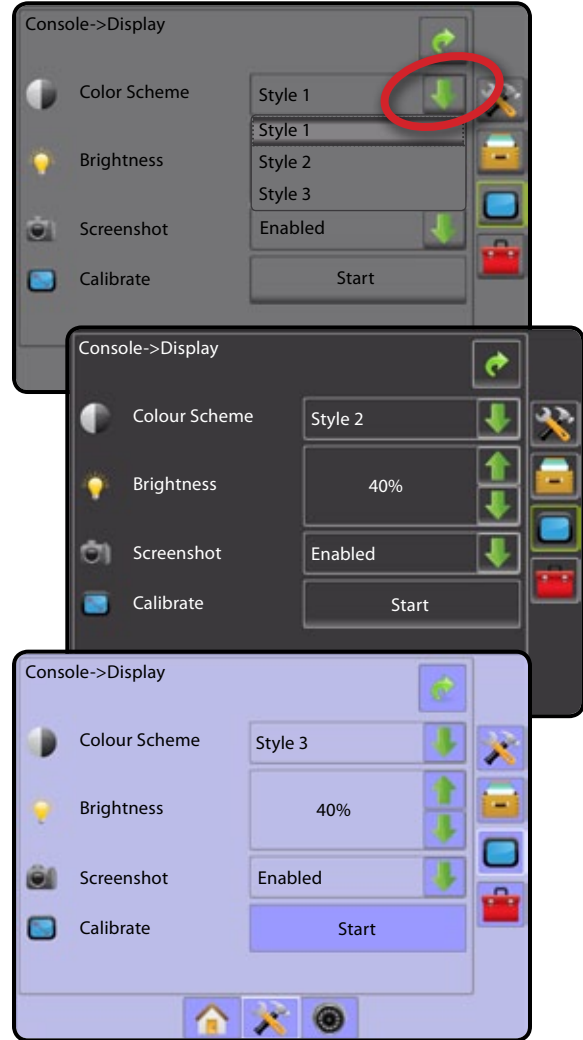 Console->Display
Color Scheme Style 1
Style 1
Brightness Style 2
Style 3
Screenshot Enabled
Calibrate Start
Console->Display
Colour Scheme Style 2
Brightness 40%
Screenshot Enabled
Calibrate Start
Console->Display
Colour Scheme Style 3
Brightness 40%
Screenshot Enabled
Calibrate Start